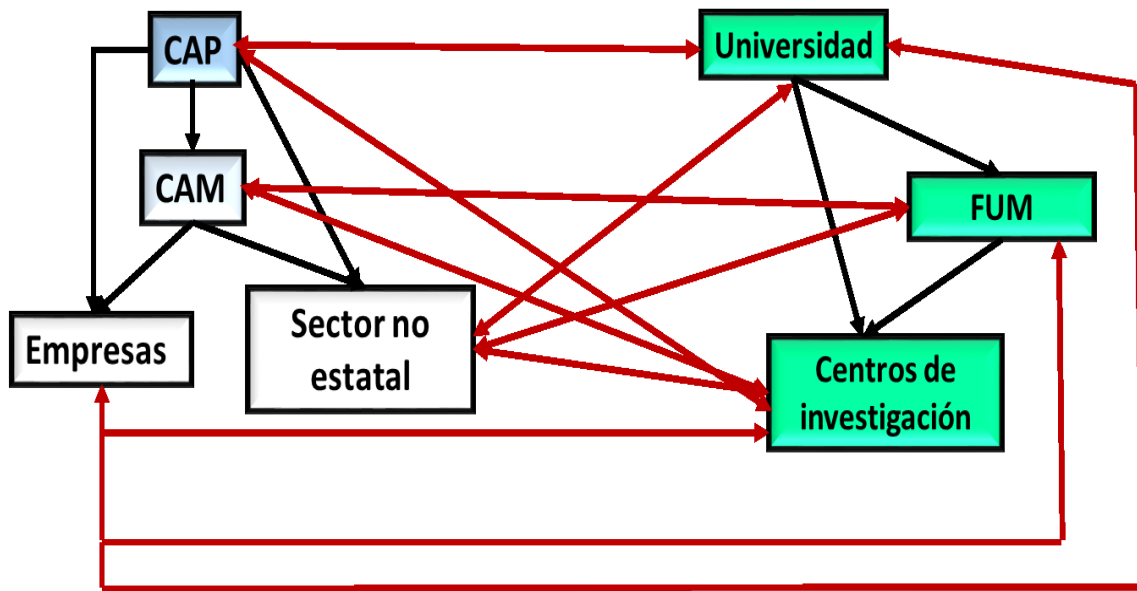 CAP
Universidad
CAM
FUM
Empresas
Sector no
estatal
Centros de
investigación